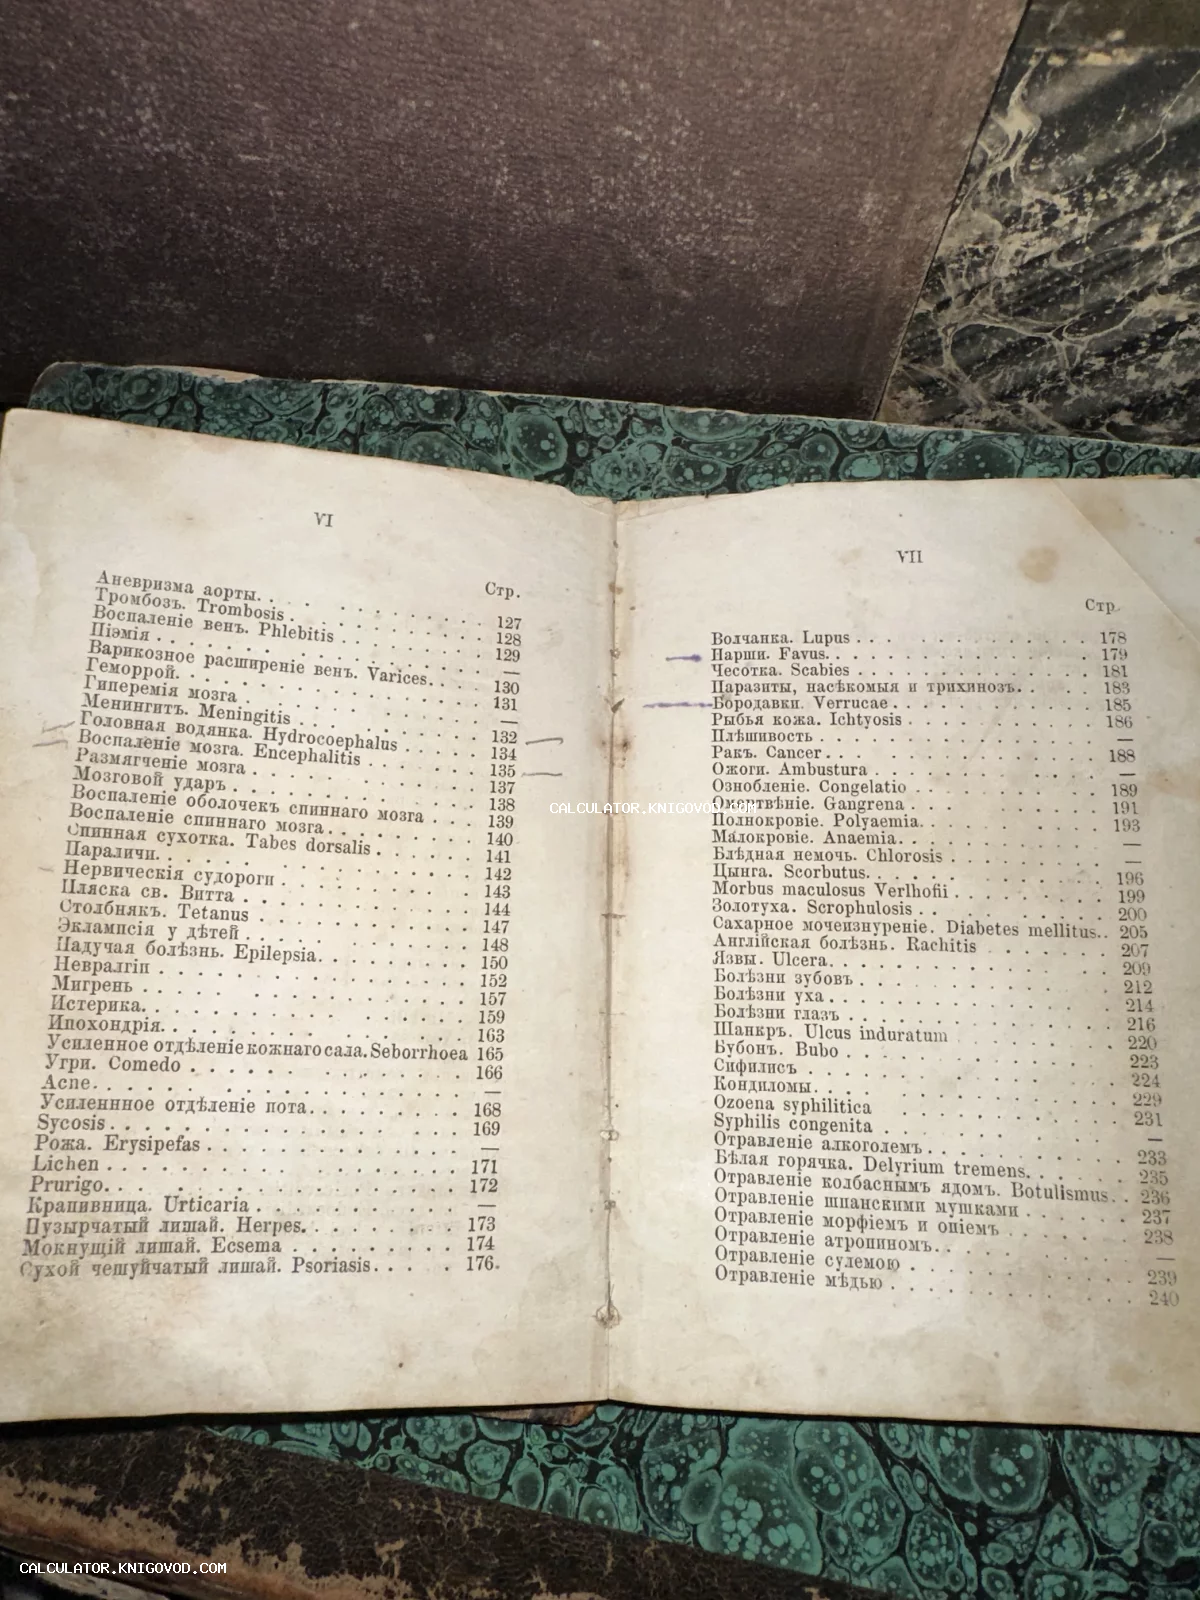 VI
Стр.
Аневризма аорты. . . . . . . . . . . 127
Тромбозъ. Trombosis . . . . . . . . . 128
Воспаленіе венъ. Phlebitis . . . . . . . 129
Піэмія . . . . . . . . . . . . —
Варикозное расширеніе венъ. Varices. . . . 130
Геморрой. . . . . . . . . . . . 131
Гиперемія мозга . . . . . . . . . . —
Менингитъ. Meningitis . . . . . . . . 132
Головная водянка. Hydrocoephalus . . . . . 134
Воспаленіе мозга. Encephalitis . . . . . . 135
Размягченіе мозга . . . . . . . . . . 137
Мозговой ударъ . . . . . . . . . . 138
Воспаленіе оболочекъ спиннаго мозга . . . 139
Воспаленіе спиннаго мозга. . . . . . . . 140
Спинная сухотка. Tabes dorsalis . . . . . 141
Параличи. . . . . . . . . . . . 142
Нервическія судороги . . . . . . . . . 143
Пляска св. Витта . . . . . . . . . . 144
Столбнякъ. Tetanus . . . . . . . . . 147
Эклампсія у дѣтей . . . . . . . . . . 148
Падучая болѣзнь. Epilepsia. . . . . . . . 150
Невралгіи . . . . . . . . . . . . 152
Мигрень . . . . . . . . . . . . 157
Истерика. . . . . . . . . . . . . 159
Ипохондрія. . . . . . . . . . . . 163
Усиленное отдѣленіе кожнаго сала. Seborrhoea 165
Угри. Comedo . . . . . . . . . . . 166
Acne. . . . . . . . . . . . . . —
Усиленнное отдѣленіе пота. . . . . . . . 168
Sycosis . . . . . . . . . . . . . 169
Рожа. Erysipefas . . . . . . . . . . —
Lichen . . . . . . . . . . . . . 171
Prurigo. . . . . . . . . . . . . 172
Крапивница. Urticaria . . . . . . . . —
Пузырчатый лишай. Herpes. . . . . . . . 173
Мокнущій лишай. Ecsema . . . . . . . . 174
Сухой чешуйчатый лишай. Psoriasis. . . . . 176.
VII
Стр.
Волчанка. Lupus . . . . . . . . . . . 178
Парши. Favus. . . . . . . . . . . . 179
Чесотка. Scabies . . . . . . . . . . . 181
Паразиты, насѣкомыя и трихинозъ. . . . . . 183
Бородавки. Verrucae . . . . . . . . . . 185
Рыбья кожа. Ichtyosis . . . . . . . . . 186
Плѣшивость . . . . . . . . . . . . —
Ракъ. Cancer . . . . . . . . . . . . 188
Ожоги. Ambustura . . . . . . . . . . —
Ознобленіе. Congelatio . . . . . . . . . 189
Омертвѣніе. Gangrena . . . . . . . . . 191
Полнокровіе. Polyaemia. . . . . . . . . 193
Малокровіе. Anaemia. . . . . . . . . . —
Блѣдная немочь. Chlorosis . . . . . . . . —
Цынга. Scorbutus. . . . . . . . . . . 196
Morbus maculosus Verlhofii . . . . . . . 199
Золотуха. Scrophulosis . . . . . . . . . 200
Сахарное мочеизнуреніе. Diabetes mellitus. . 205
Англійская болѣзнь. Rachitis . . . . . . . 207
Язвы. Ulcera. . . . . . . . . . . . 209
Болѣзни зубовъ . . . . . . . . . . . 212
Болѣзни уха . . . . . . . . . . . . 214
Болѣзни глазъ . . . . . . . . . . . 216
Шанкръ. Ulcus induratum . . . . . . . . 220
Бубонъ. Bubo . . . . . . . . . . . . 223
Сифилисъ . . . . . . . . . . . . . 224
Кондиломы. . . . . . . . . . . . . 229
Ozoena syphilitica . . . . . . . . . . 231
Syphilis congenita . . . . . . . . . . —
Отравленіе алкоголемъ. . . . . . . . . . 233
Бѣлая горячка. Delyrium tremens. . . . . . 235
Отравленіе колбаснымъ ядомъ. Botulismus. . . 236
Отравленіе шпанскими мушками . . . . . . 237
Отравленіе морфіемъ и опіемъ . . . . . . 238
Отравленіе атропиномъ. . . . . . . . . . —
Отравленіе сулемою . . . . . . . . . . 239
Отравленіе мѣдью . . . . . . . . . . . 240
CALCULATOR.KNIGOVOD.COM
CALCULATOR.KNIGOVOD.COM